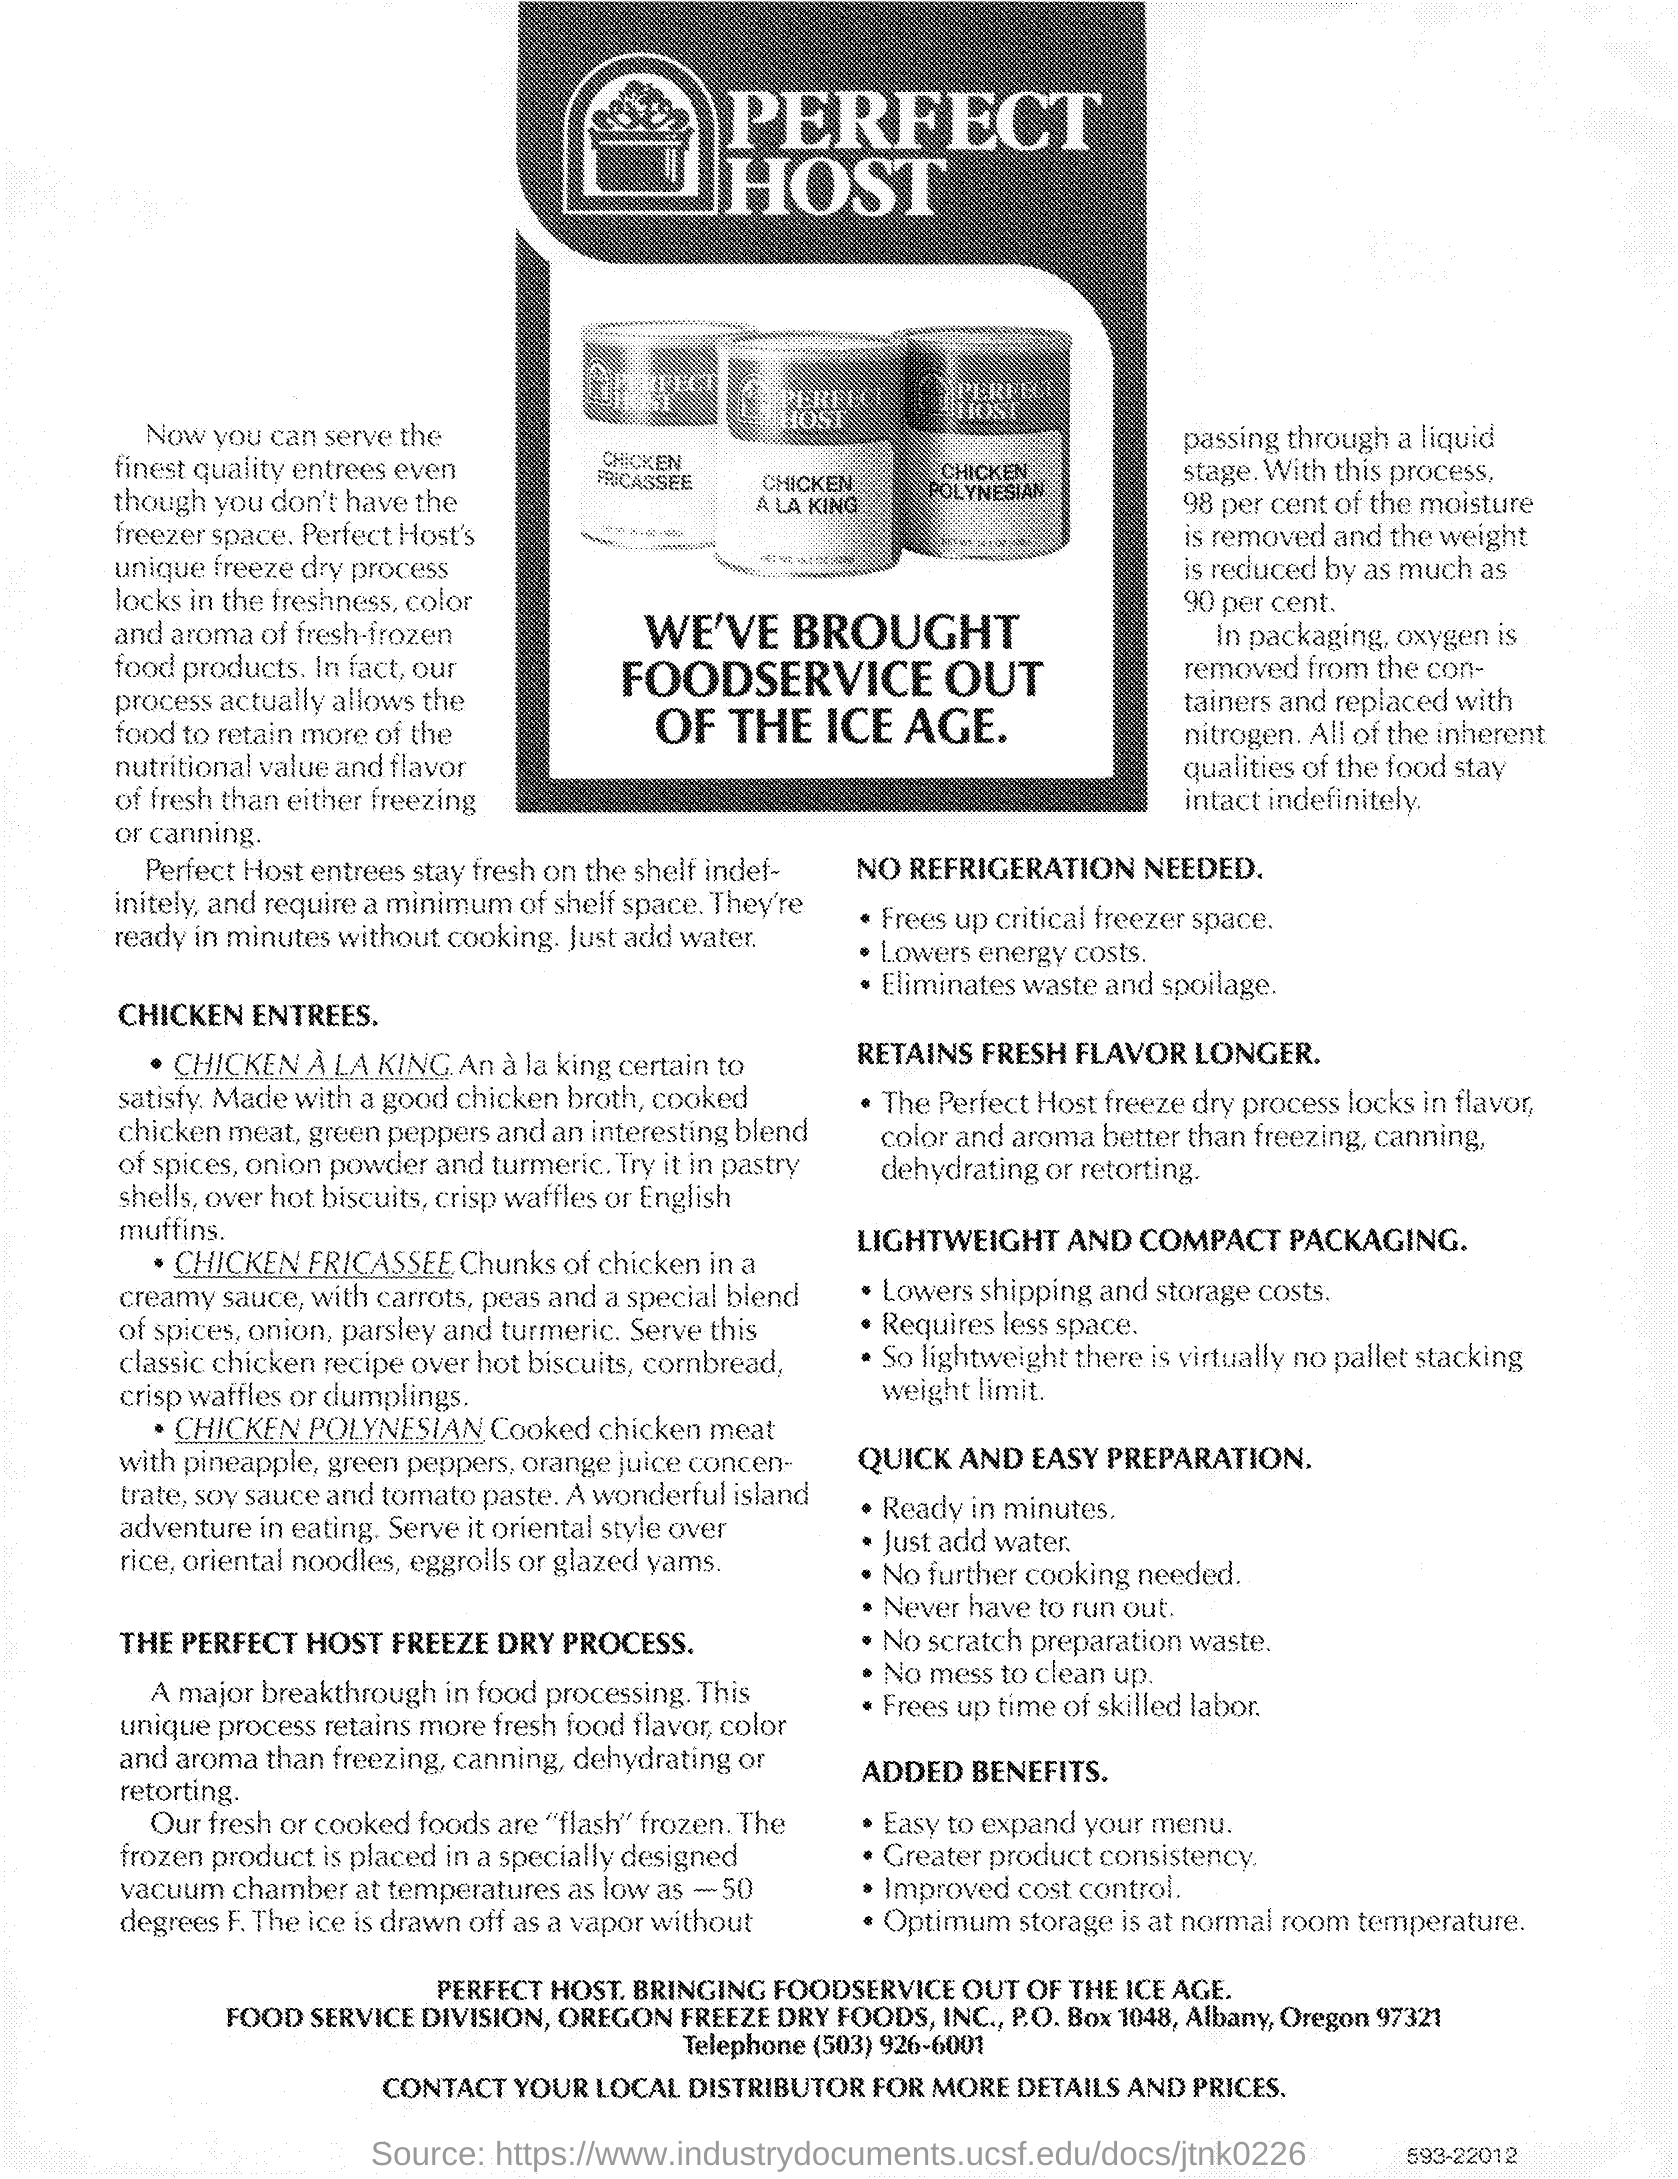 PERFECT
HOST
PERFECT
HOST
CHICKEN
FRICASSEE
PERFECT
HOST
CHICKEN
À LA KING
PERFECT
HOST
CHICKEN
POLYNESIAN
WE'VE BROUGHT
FOODSERVICE OUT
OF THE ICE AGE.
Now you can serve the
finest quality entrees even
though you don't have the
freezer space. Perfect Host's
unique freeze dry process
locks in the freshness, color
and aroma of fresh-frozen
food products. In fact, our
process actually allows the
food to retain more of the
nutritional value and flavor
of fresh than either freezing
or canning.
Perfect Host entrees stay fresh on the shelf indef-
initely, and require a minimum of shelf space. They're
ready in minutes without cooking. Just add water.
CHICKEN ENTREES.
• CHICKEN À LA KING. An à la king certain to
satisfy. Made with a good chicken broth, cooked
chicken meat, green peppers and an interesting blend
of spices, onion powder and turmeric. Try it in pastry
shells, over hot biscuits, crisp waffles or English
muffins.
• CHICKEN FRICASSEE. Chunks of chicken in a
creamy sauce, with carrots, peas and a special blend
of spices, onion, parsley and turmeric. Serve this
classic chicken recipe over hot biscuits, cornbread,
crisp waffles or dumplings.
• CHICKEN POLYNESIAN. Cooked chicken meat
with pineapple, green peppers, orange juice concen-
trate, soy sauce and tomato paste. A wonderful island
adventure in eating. Serve it oriental style over
rice, oriental noodles, eggrolls or glazed yams.
THE PERFECT HOST FREEZE DRY PROCESS.
A major breakthrough in food processing. This
unique process retains more fresh food flavor, color
and aroma than freezing, canning, dehydrating or
retorting.
Our fresh or cooked foods are "flash" frozen. The
frozen product is placed in a specially designed
vacuum chamber at temperatures as low as —50
degrees F. The ice is drawn off as a vapor without
passing through a liquid
stage. With this process,
98 per cent of the moisture
is removed and the weight
is reduced by as much as
90 per cent.
In packaging, oxygen is
removed from the con-
tainers and replaced with
nitrogen. All of the inherent
qualities of the food stay
intact indefinitely.
NO REFRIGERATION NEEDED.
• Frees up critical freezer space.
• Lowers energy costs.
• Eliminates waste and spoilage.
RETAINS FRESH FLAVOR LONGER.
• The Perfect Host freeze dry process locks in flavor,
color and aroma better than freezing, canning,
dehydrating or retorting.
LIGHTWEIGHT AND COMPACT PACKAGING.
• Lowers shipping and storage costs.
• Requires less space.
• So lightweight there is virtually no pallet stacking
weight limit.
QUICK AND EASY PREPARATION.
• Ready in minutes.
• Just add water.
• No further cooking needed.
• Never have to run out.
• No scratch preparation waste.
• No mess to clean up.
• Frees up time of skilled labor.
ADDED BENEFITS.
• Easy to expand your menu.
• Greater product consistency.
• Improved cost control.
• Optimum storage is at normal room temperature.
PERFECT HOST. BRINGING FOODSERVICE OUT OF THE ICE AGE.
FOOD SERVICE DIVISION, OREGON FREEZE DRY FOODS, INC., P.O. Box 1048, Albany, Oregon 97321
Telephone (503) 926-6001
CONTACT YOUR LOCAL DISTRIBUTOR FOR MORE DETAILS AND PRICES.
Source: https://www.industrydocuments.ucsf.edu/docs/jtnk0226
593-22012